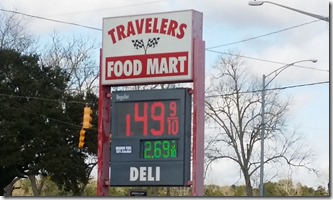 TRAVELERS
FOOD MART
Regular
1.49 9/10
2.69 9/10
DELI